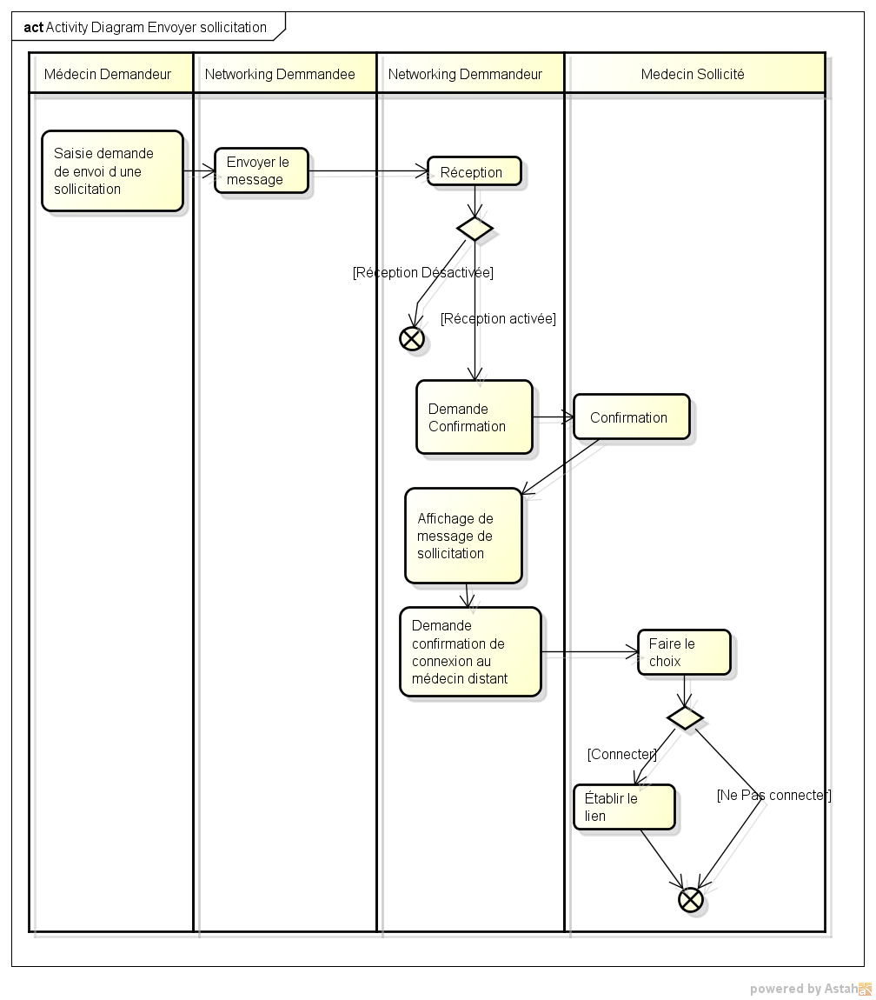 act Activity Diagram Envoyer sollicitation
Médecin Demandeur
Networking Demmandee
Networking Demmandeur
Medecin Sollicité
Saisie demande
de envoi d une
sollicitation
Envoyer le
message
Réception
[Réception Désactivée]
[Réception activée]
Demande
Confirmation
Confirmation
Affichage de
message de
sollicitation
Demande
confirmation de
connexion au
médecin distant
Faire le
choix
[Connecter]
[Ne Pas connecter]
Établir le
lien
powered by Astah